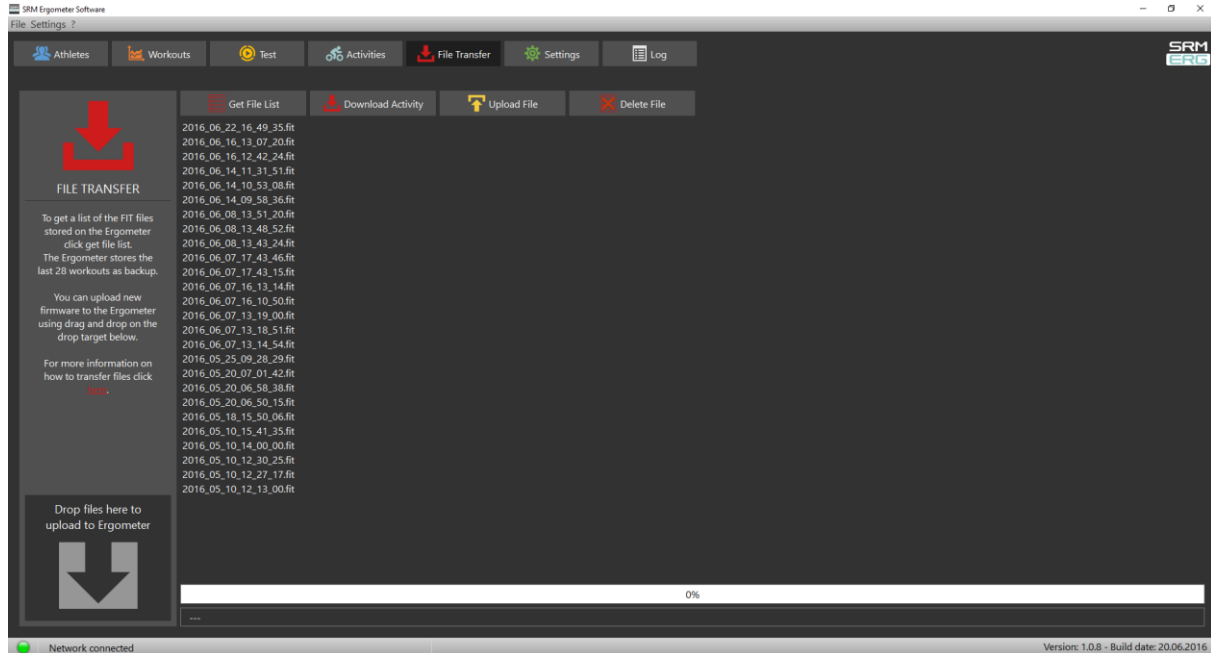 SRM Ergometer Software
File Settings ?
Athletes
Workouts
Test
Activities
File Transfer
Settings
Log
SRM
ERG
Get File List
Download Activity
Upload File
Delete File
FILE TRANSFER
To get a list of the FIT files
stored on the Ergometer
click get file list.
The Ergometer stores the
last 28 workouts as backup.
You can upload new
firmware to the Ergometer
using drag and drop on the
drop target below.
For more information on
how to transfer files click
.
Drop files here to
upload to Ergometer
2016_06_22_16_49_35.fit
2016_06_16_13_07_20.fit
2016_06_16_12_42_24.fit
2016_06_14_11_31_51.fit
2016_06_14_10_53_08.fit
2016_06_14_09_58_36.fit
2016_06_08_13_51_20.fit
2016_06_08_13_48_52.fit
2016_06_08_13_43_24.fit
2016_06_07_17_43_46.fit
2016_06_07_17_43_15.fit
2016_06_07_16_13_14.fit
2016_06_07_16_10_50.fit
2016_06_07_13_19_00.fit
2016_06_07_13_18_51.fit
2016_06_07_13_14_54.fit
2016_05_25_09_28_29.fit
2016_05_20_07_01_42.fit
2016_05_20_06_58_38.fit
2016_05_20_06_50_15.fit
2016_05_18_15_50_06.fit
2016_05_10_15_41_35.fit
2016_05_10_14_00_00.fit
2016_05_10_12_30_25.fit
2016_05_10_12_27_17.fit
2016_05_10_12_13_00.fit
0%
---
Network connected
Version: 1.0.8 - Build date: 20.06.2016